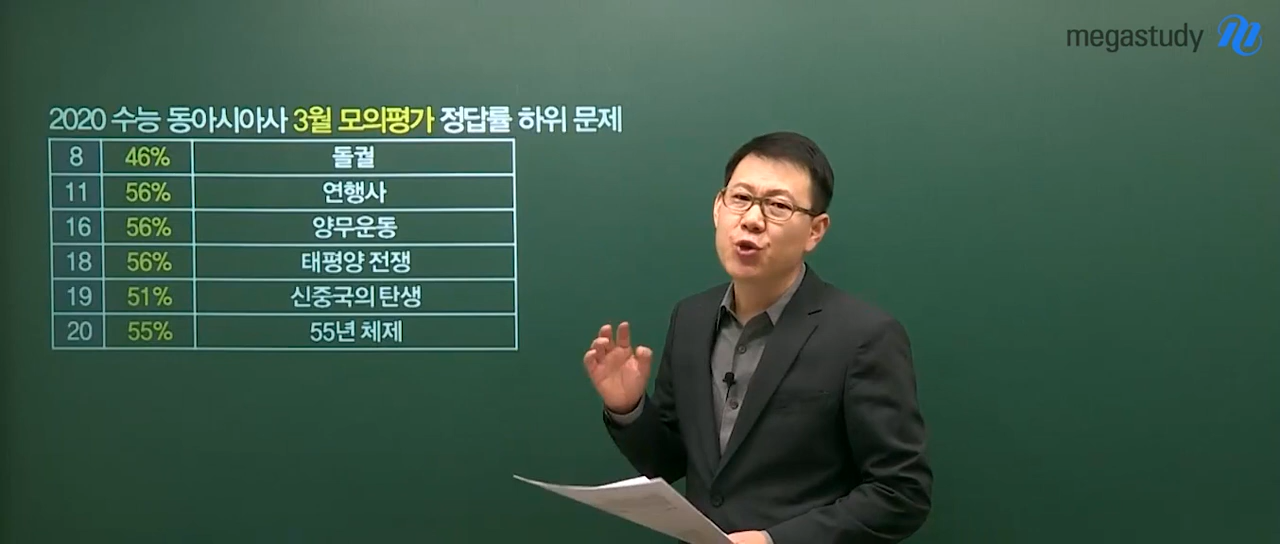 megastudy
2020 수능 동아시아사 3월 모의평가 정답률 하위 문제
8 46% 돌궐
11 56% 연행사
16 56% 양무운동
18 56% 태평양 전쟁
19 51% 신중국의 탄생
20 55% 55년 체제